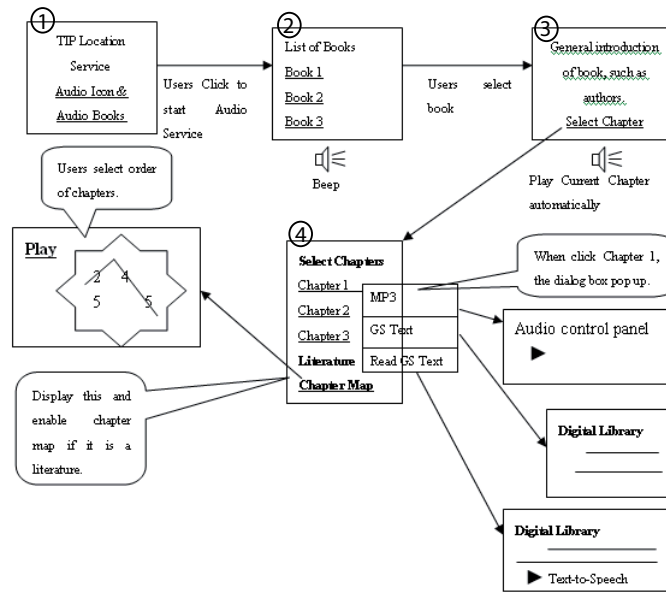 1
TIP Location
Service
Audio Icon &
Audio Books
Users Click to
start Audio
Service
2
List of Books
Book 1
Book 2
Book 3
Beep
Users select
book
3
General introduction
of book, such as
authors.
Select Chapter
Play Current Chapter
automatically
Users select order
of chapters.
Play
2 4
5 5
4
Select Chapters
Chapter 1
Chapter 2
Chapter 3
Literature
Chapter Map
MP3
GS Text
Read GS Text
When click Chapter 1,
the dialog box pop up.
Audio control panel
Display this and
enable chapter
map if it is a
literature.
Digital Library
Digital Library
Text-to-Speech